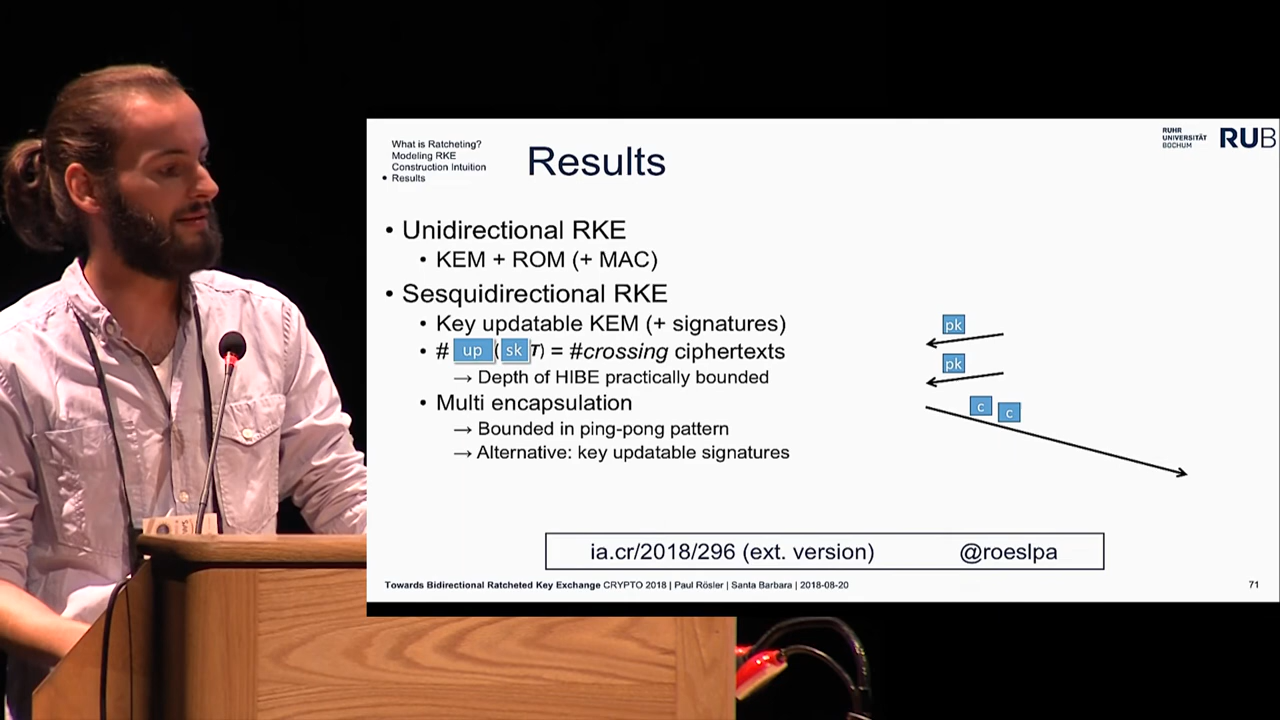 What is Ratcheting?
Modeling RKE
Construction Intuition
• Results
Results
RUHR
UNIVERSITÄT
BOCHUM
RUB
• Unidirectional RKE
• KEM + ROM (+ MAC)
• Sesquidirectional RKE
• Key updatable KEM (+ signatures)
• # up ( sk T) = #crossing ciphertexts
→ Depth of HIBE practically bounded
• Multi encapsulation
→ Bounded in ping-pong pattern
→ Alternative: key updatable signatures
pk
pk
c c
ia.cr/2018/296 (ext. version) @roeslpa
Towards Bidirectional Ratcheted Key Exchange CRYPTO 2018 | Paul Rösler | Santa Barbara | 2018-08-20
71